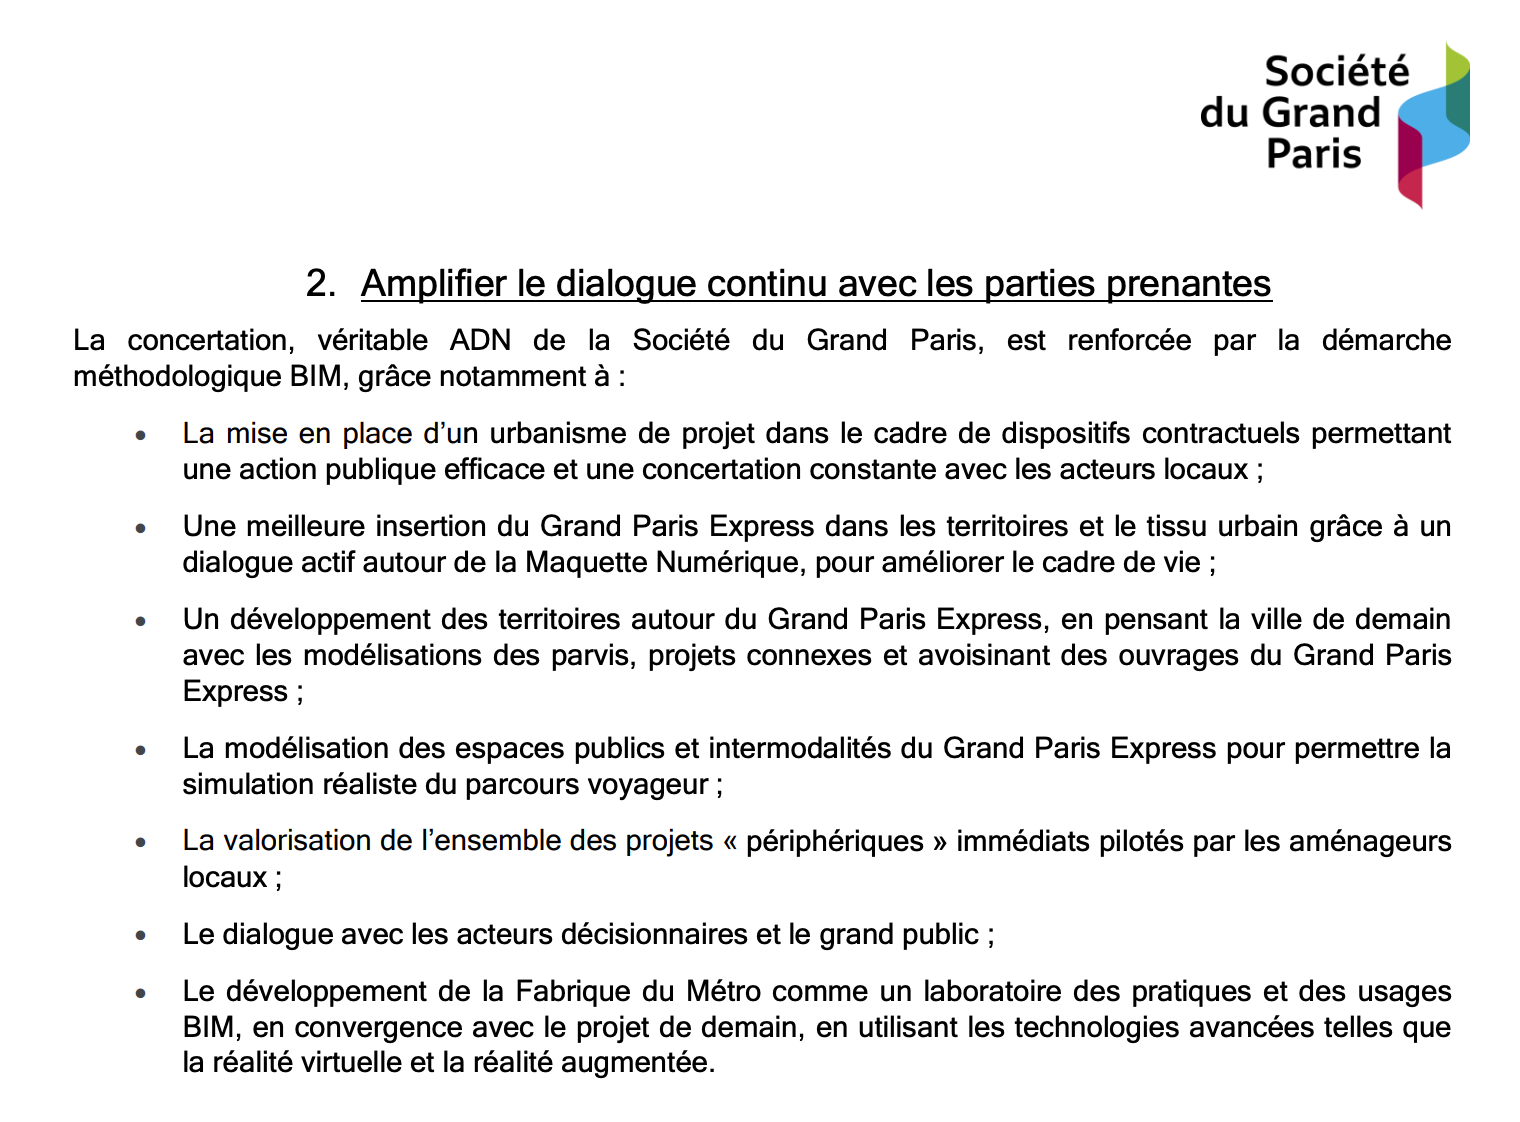 Société
du Grand
Paris
2. Amplifier le dialogue continu avec les parties prenantes
La concertation, véritable ADN de la Société du Grand Paris, est renforcée par la démarche
méthodologique BIM, grâce notamment à :
• La mise en place d’un urbanisme de projet dans le cadre de dispositifs contractuels permettant
une action publique efficace et une concertation constante avec les acteurs locaux ;
• Une meilleure insertion du Grand Paris Express dans les territoires et le tissu urbain grâce à un
dialogue actif autour de la Maquette Numérique, pour améliorer le cadre de vie ;
• Un développement des territoires autour du Grand Paris Express, en pensant la ville de demain
avec les modélisations des parvis, projets connexes et avoisinant des ouvrages du Grand Paris
Express ;
• La modélisation des espaces publics et intermodalités du Grand Paris Express pour permettre la
simulation réaliste du parcours voyageur ;
• La valorisation de l’ensemble des projets « périphériques » immédiats pilotés par les aménageurs
locaux ;
• Le dialogue avec les acteurs décisionnaires et le grand public ;
• Le développement de la Fabrique du Métro comme un laboratoire des pratiques et des usages
BIM, en convergence avec le projet de demain, en utilisant les technologies avancées telles que
la réalité virtuelle et la réalité augmentée.